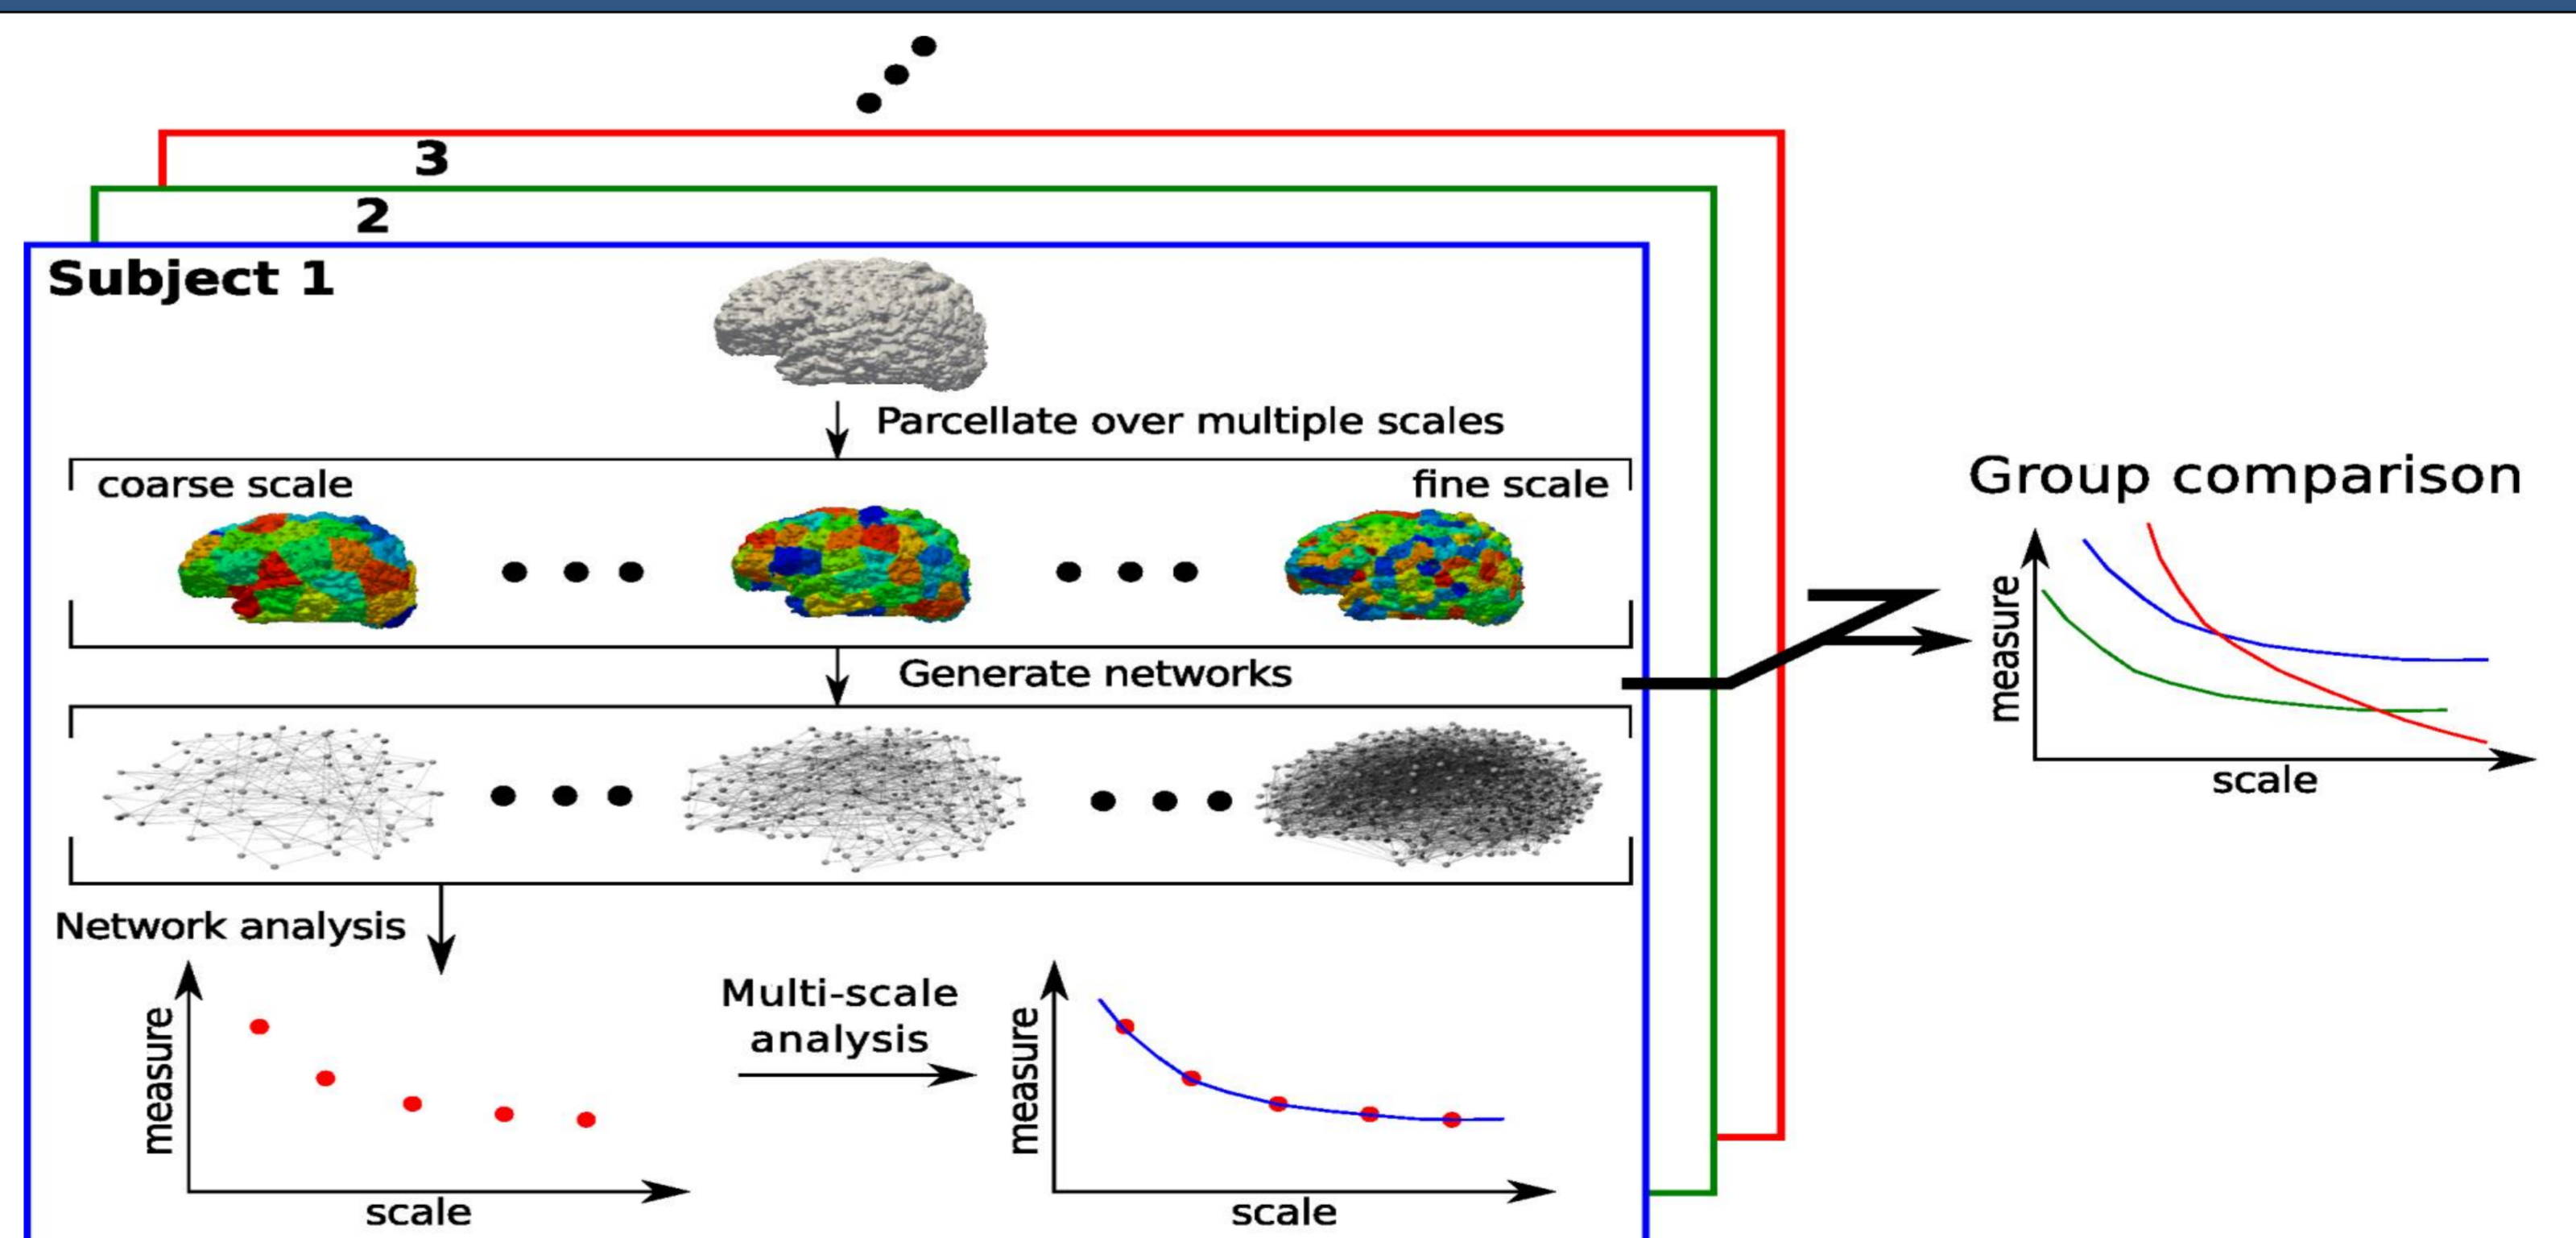 3
2
Subject 1
Parcellate over multiple scales
coarse scale
fine scale
Generate networks
Network analysis
measure
scale
Multi-scale
analysis
measure
scale
Group comparison
measure
scale